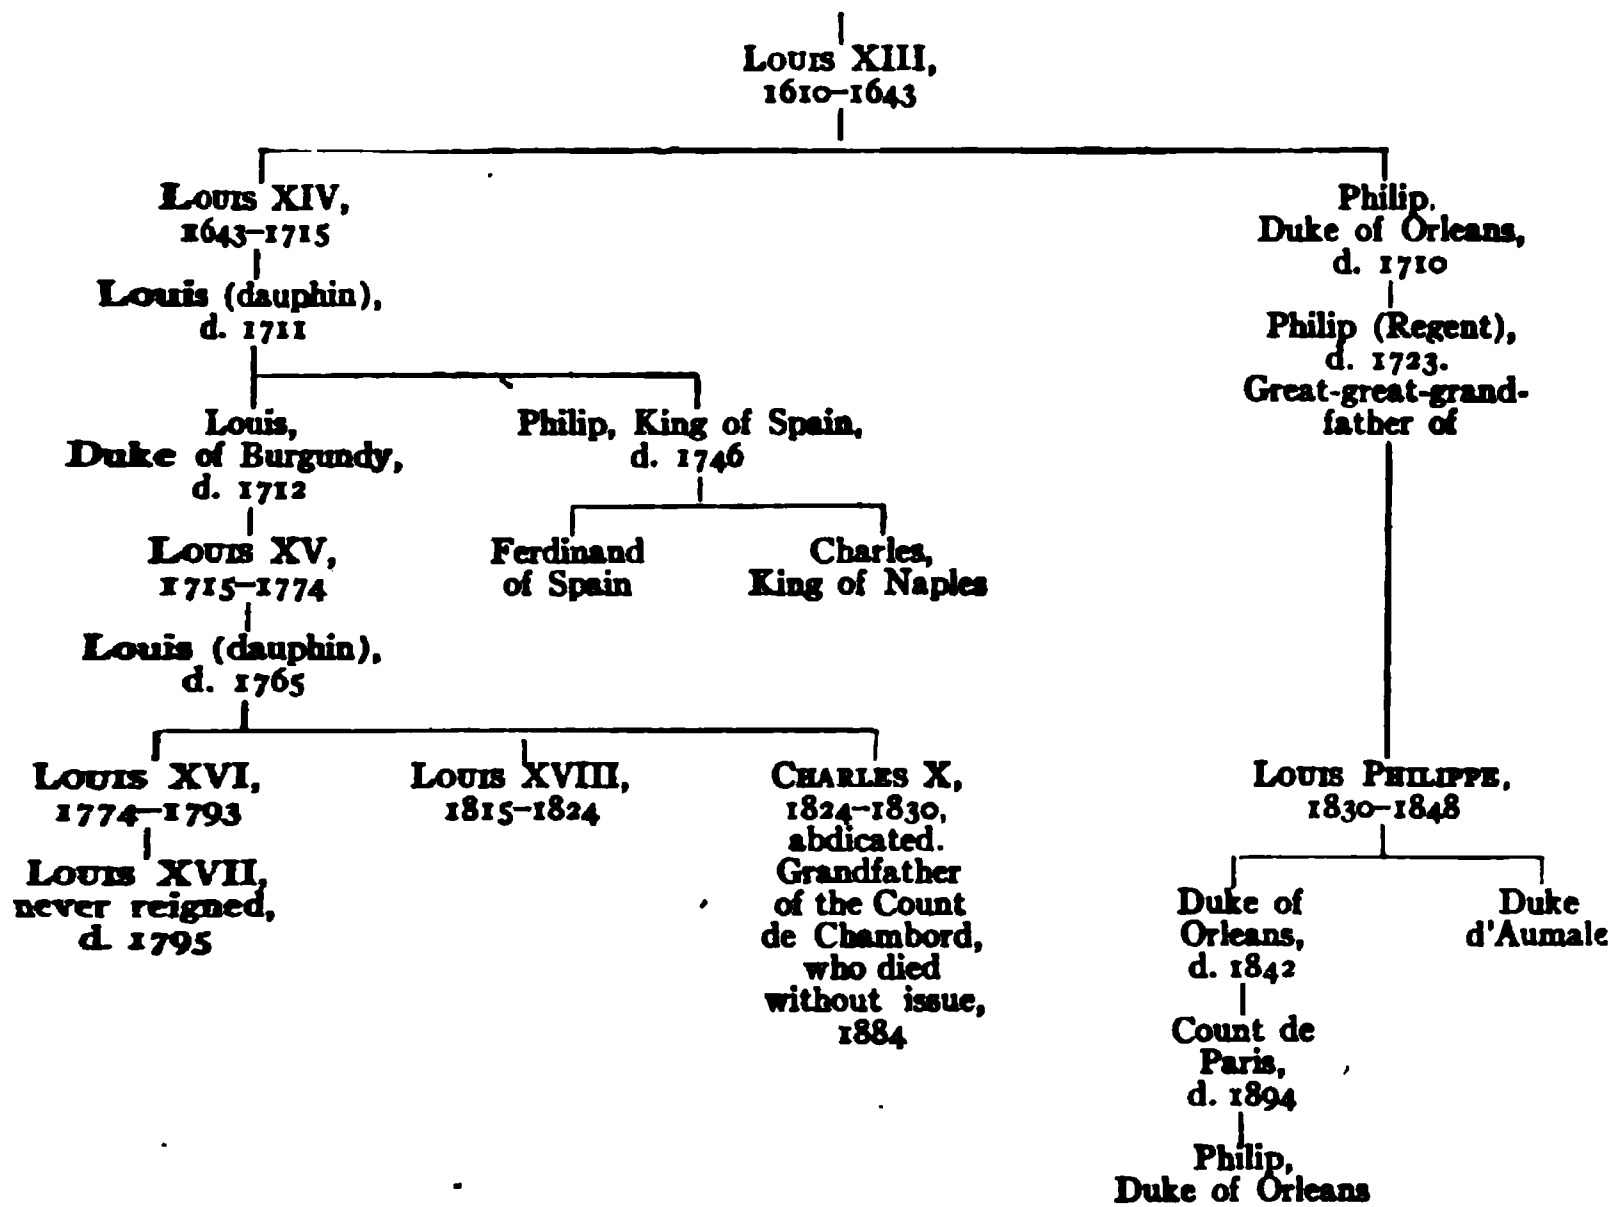 Louis XIII,
1610–1643
Louis XIV,
1643–1715
Philip,
Duke of Orleans,
d. 1710
Louis (dauphin),
d. 1711
Philip (Regent),
d. 1723.
Great-great-grand-
father of
Louis,
Duke of Burgundy,
d. 1712
Philip, King of Spain,
d. 1746
Louis XV,
1715–1774
Ferdinand
of Spain
Charles,
King of Naples
Louis (dauphin),
d. 1765
Louis XVI,
1774–1793
Louis XVIII,
1815–1824
Charles X,
1824–1830,
abdicated.
Grandfather
of the Count
de Chambord,
who died
without issue,
1884
Louis Philippe,
1830–1848
Louis XVII,
never reigned,
d. 1795
Duke of
Orleans,
d. 1842
Duke
d'Aumale
Count de
Paris,
d. 1894
Philip,
Duke of Orleans